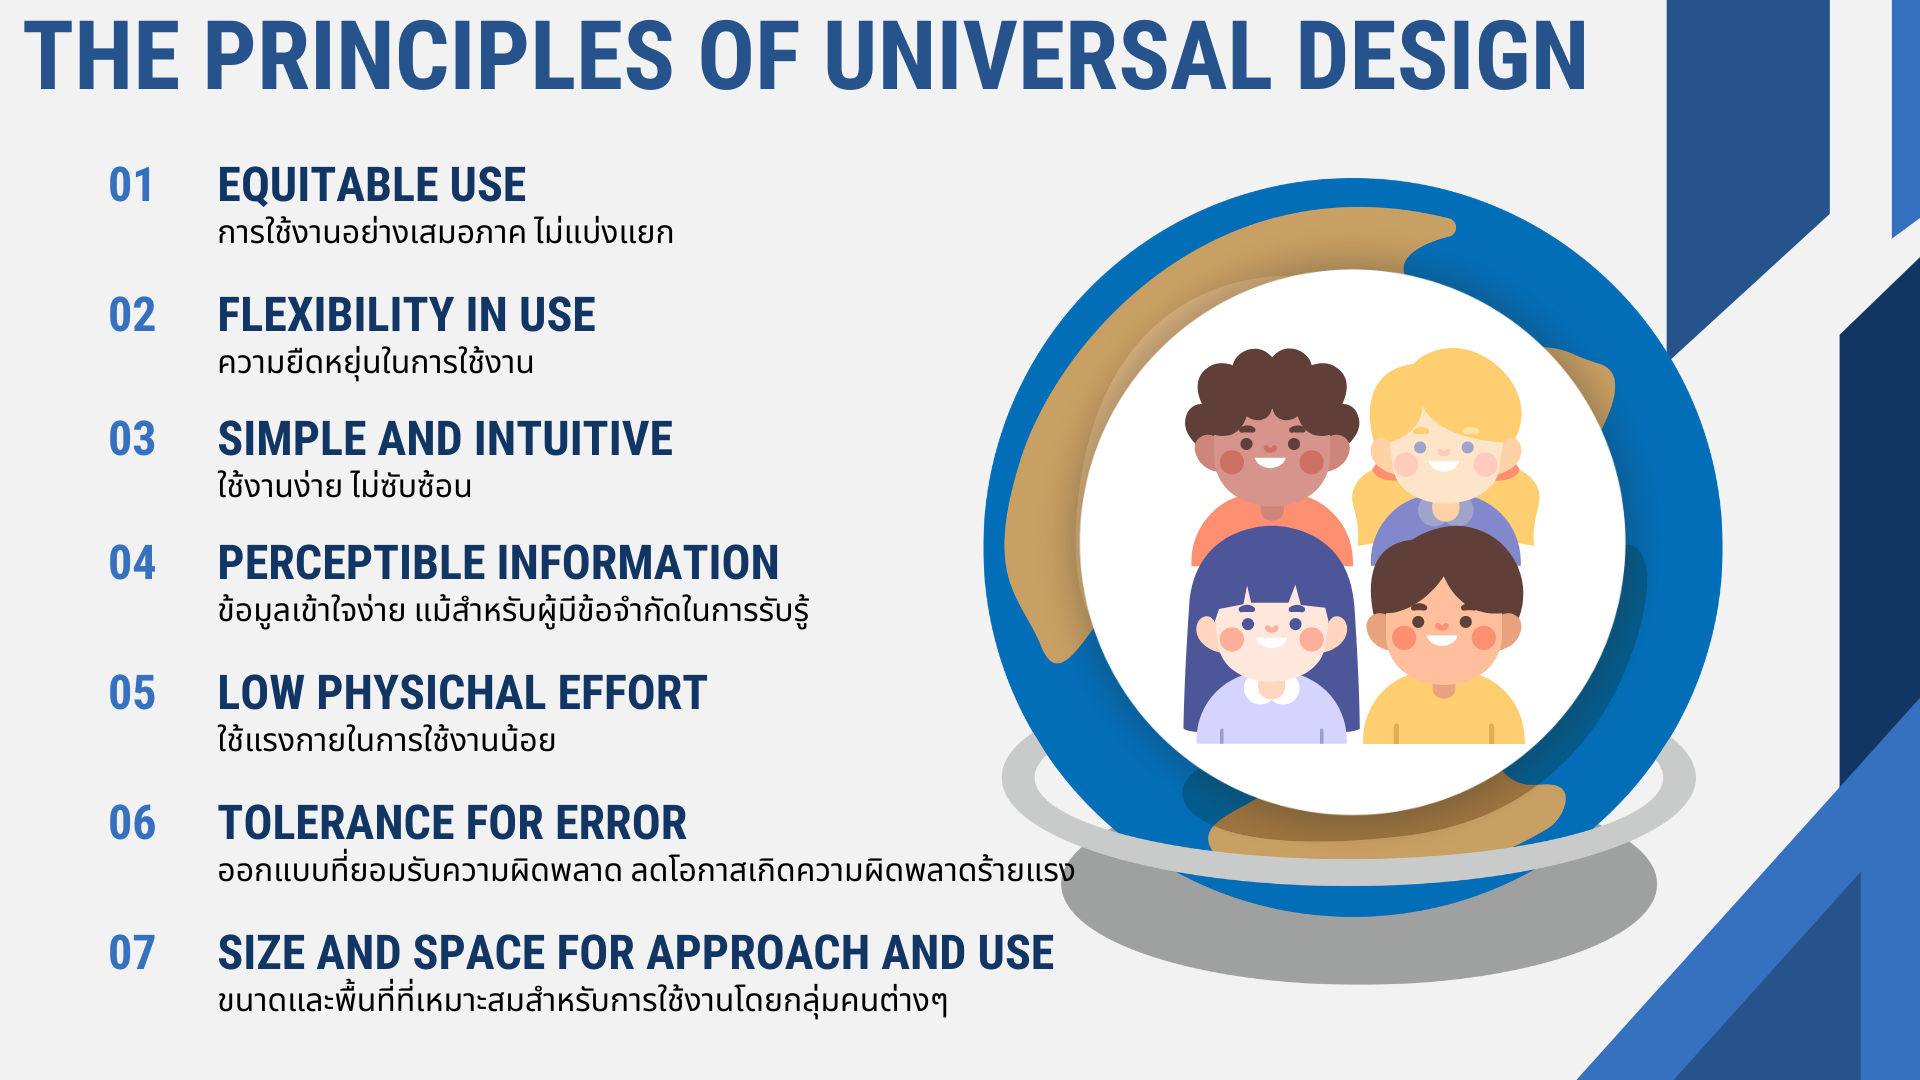 THE PRINCIPLES OF UNIVERSAL DESIGN
01 EQUITABLE USE
การใช้งานอย่างเสมอภาค ไม่แบ่งแยก
02 FLEXIBILITY IN USE
ความยืดหยุ่นในการใช้งาน
03 SIMPLE AND INTUITIVE
ใช้งานง่าย ไม่ซับซ้อน
04 PERCEPTIBLE INFORMATION
ข้อมูลเข้าใจง่าย แม้สำหรับผู้มีข้อจำกัดในการรับรู้
05 LOW PHYSICHAL EFFORT
ใช้แรงกายในการใช้งานน้อย
06 TOLERANCE FOR ERROR
ออกแบบที่ยอมรับความผิดพลาด ลดโอกาสเกิดความผิดพลาดร้ายแรง
07 SIZE AND SPACE FOR APPROACH AND USE
ขนาดและพื้นที่ที่เหมาะสมสำหรับการใช้งานโดยกลุ่มคนต่างๆ